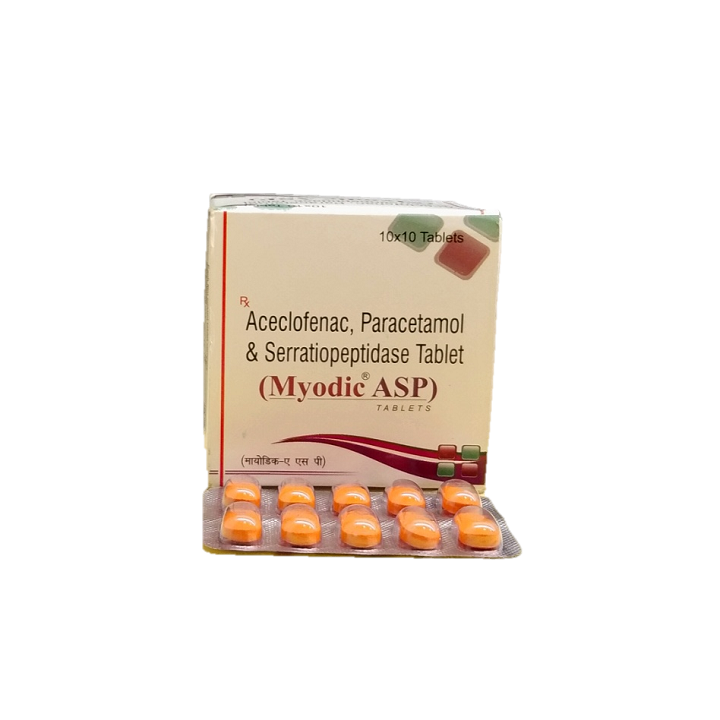 10x10 Tablets
Rx
Aceclofenac, Paracetamol
& Serratiopeptidase Tablet
(Myodic® ASP)
TABLETS
(मायोडिक-ए एस पी)